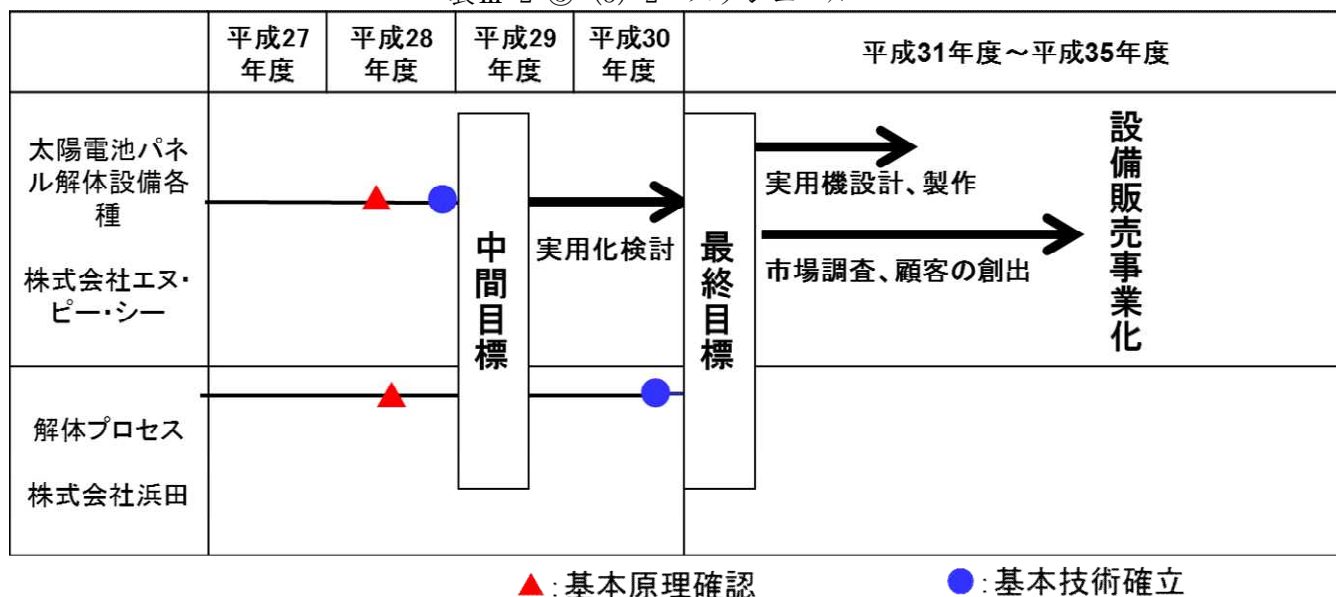 平成27
年度
平成28
年度
平成29
年度
平成30
年度
平成31年度～平成35年度
太陽電池パネ
ル解体設備各
種
株式会社エヌ・
ピー・シー
中間目標
実用化検討
最終目標
実用機設計、製作
市場調査、顧客の創出
設備販売事業化
解体プロセス
株式会社浜田
▲:基本原理確認
●:基本技術確立